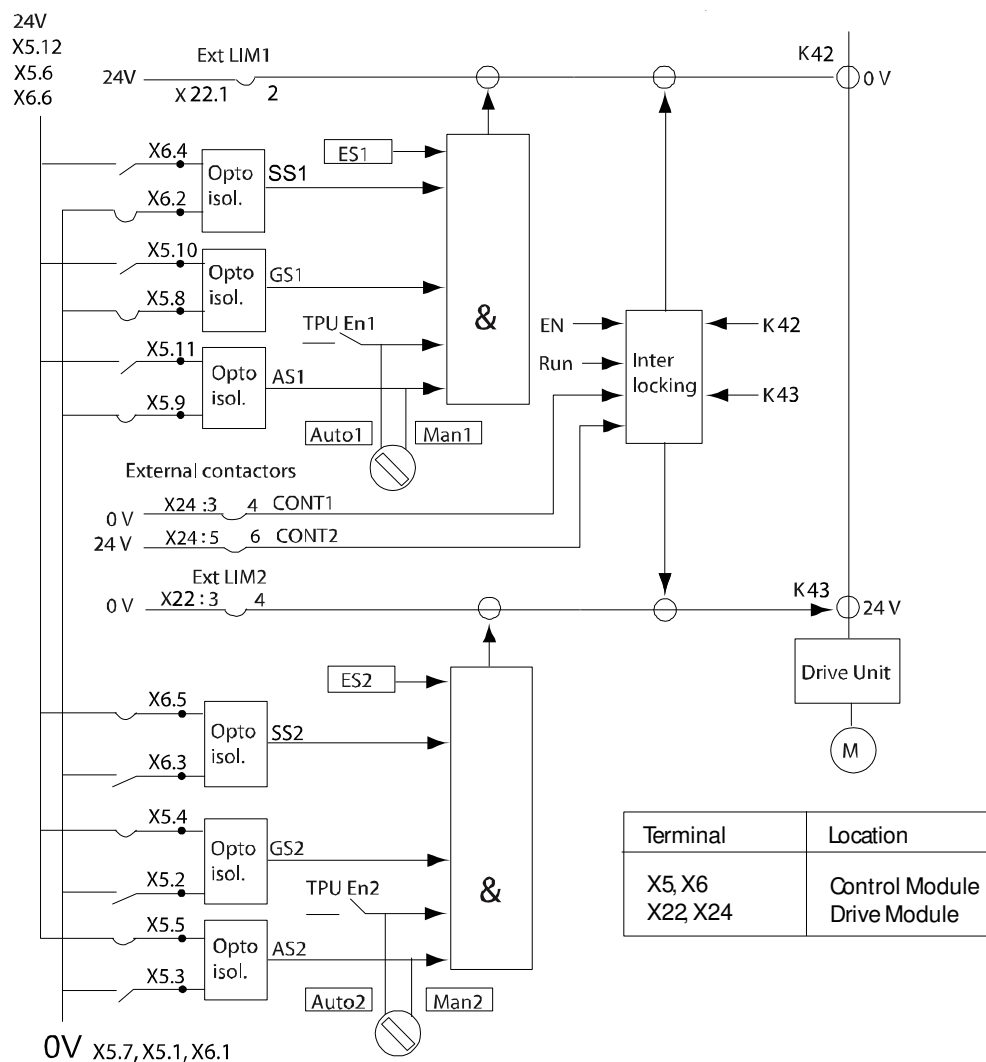 24V
X5.12
X5.6
X6.6
Ext LIM1
24V
X 22.1 2
K42
0 V
ES1
X6.4
Opto
isol.
SS1
X6.2
X5.10
Opto
isol.
GS1
X5.8
&
TPU En1
X5.11
Opto
isol.
AS1
X5.9
Auto1
Man1
EN
Run
Inter
locking
K42
K43
External contactors
0 V
X24 :3 4 CONT1
24 V
X24 : 5 6 CONT2
Ext LIM2
0 V
X22 : 3 4
K43
24 V
Drive Unit
M
ES2
X6.5
Opto
isol.
SS2
X6.3
X5.4
Opto
isol.
GS2
X5.2
&
TPU En2
X5.5
Opto
isol.
AS2
X5.3
Auto2
Man2
0V X5.7, X5.1, X6.1
Terminal Location
X5, X6 Control Module
X22, X24 Drive Module